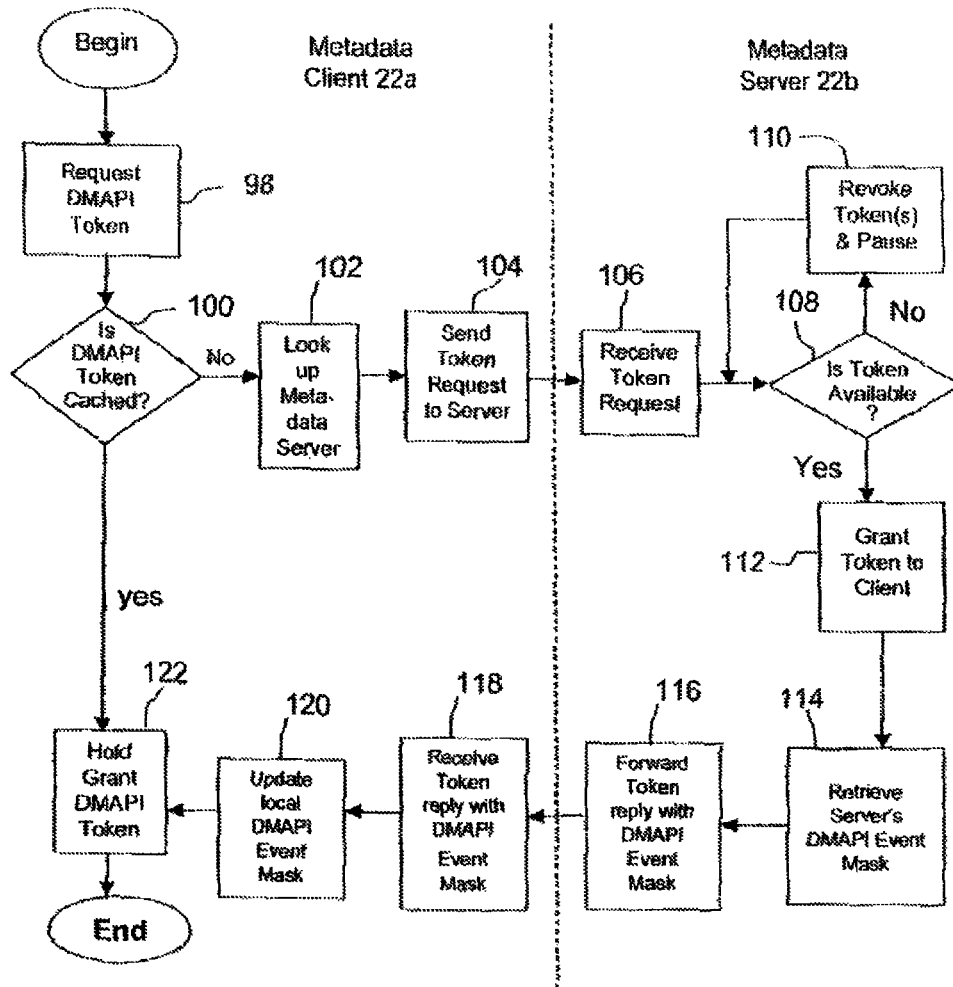 Begin
Metadata
Client 22a
Metadata
Server 22b
Request
DMAPI
Token
98
110
Revoke
Token(s)
& Pause
100
Is
DMAPI
Token
Cached?
No
102
Look
up
Meta-
data
Server
104
Send
Token
Request
to Server
106
Receive
Token
Request
108
No
Is Token
Available
?
Yes
112
Grant
Token to
Client
yes
122
Hold
Grant
DMAPI
Token
120
Update
local
DMAPI
Event
Mask
118
Receive
Token
reply with
DMAPI
Event
Mask
116
Forward
Token
reply with
DMAPI
Event
Mask
114
Retrieve
Server's
DMAPI Event
Mask
End